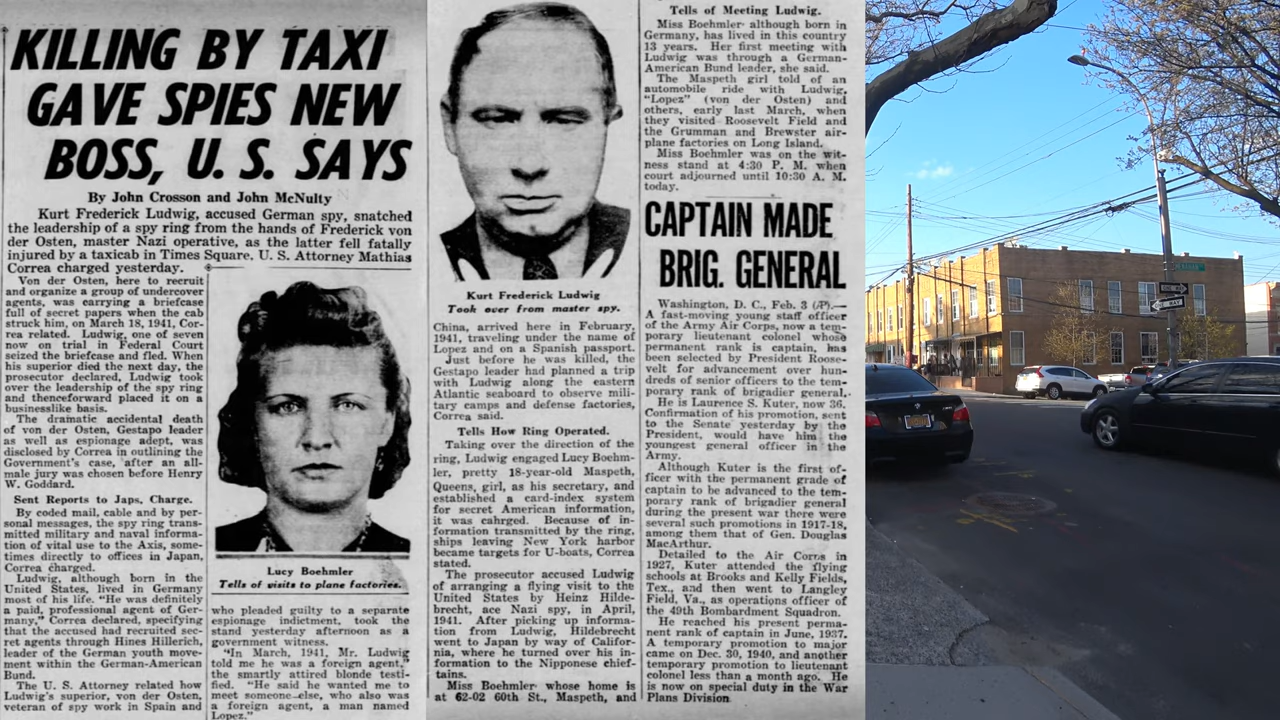 KILLING BY TAXI
GAVE SPIES NEW
BOSS, U. S. SAYS
By John Crosson and John McNulty
Kurt Frederick Ludwig, accused German spy, snatched
the leadership of a spy ring from the hands of Frederick von
der Osten, master Nazi operative, as the latter fell fatally
injured by a taxicab in Times Square. U. S. Attorney Mathias
Correa charged yesterday.
Von der Osten, here to recruit
and organize a group of undercover
agents, was carrying a briefcase
full of secret papers when the cab
struck him, on March 18, 1941, Cor-
rea related. Ludwig, one of seven
now on trial in Federal Court
seized the briefcase and fled. When
his superior died the next day, the
prosecutor declared, Ludwig took
over the leadership of the spy ring
and thenceforward placed it on a
businesslike basis.
The dramatic accidental death
of von der Osten, Gestapo leader
as well as espionage adept, was
disclosed by Correa in outlining the
Government's case, after an all-
male jury was chosen before Henry
W. Goddard.
Sent Reports to Japs, Charge.
By coded mail, cable and by per-
sonal messages, the spy ring trans-
mitted military and naval informa-
tion of vital use to the Axis, some-
times directly to offices in Japan,
Correa charged.
Ludwig, although born in the
United States, lived in Germany
most of his life. "He was definitely
a paid, professional agent of Ger-
many," Correa declared, specifying
that the accused had recruited sec-
ret agents through Hines Hillerich,
leader of the German youth move-
ment within the German-American
Bund.
The U. S. Attorney related how
Ludwig's superior, von der Osten,
veteran of spy work in Spain and
Lucy Boehmler
Tells of visits to plane factories.
who pleaded guilty to a separate
espionage indictment, took the
stand yesterday afternoon as a
government witness.
"In March, 1941, Mr. Ludwig
told me he was a foreign agent,"
the smartly attired blonde testi-
fied. "He said he wanted me to
meet someone else, who also was
a foreign agent, a man named
Lopez."
Kurt Frederick Ludwig
Took over from master spy.
China, arrived here in February,
1941, traveling under the name of
Lopez and on a Spanish passport.
Just before he was killed, the
Gestapo leader had planned a trip
with Ludwig along the eastern
Atlantic seaboard to observe mili-
tary camps and defense factories,
Correa said.
Tells How Ring Operated.
Taking over the direction of the
ring, Ludwig engaged Lucy Boehm-
ler, pretty 18-year-old Maspeth,
Queens, girl, as his secretary, and
established a card-index system
for secret American information,
it was cahrged. Because of in-
formation transmitted by the ring,
ships leaving New York harbor
became targets for U-boats, Correa
stated.
The prosecutor accused Ludwig
of arranging a flying visit to the
United States by Heinz Hilde-
brecht, ace Nazi spy, in April,
1941. After picking up informa-
tion from Ludwig, Hildebrecht
went to Japan by way of Califor-
nia, where he turned over his in-
formation to the Nipponese chief-
tains.
Miss Boehmler whose home is
at 62-02 60th St., Maspeth, and
Tells of Meeting Ludwig.
Miss Boehmler although born in
Germany, has lived in this country
13 years. Her first meeting with
Ludwig was through a German-
American Bund leader, she said.
The Maspeth girl told of an
automobile ride with Ludwig,
"Lopez" (von der Osten) and
others, early last March, when
they visited Roosevelt Field and
the Grumman and Brewster air-
plane factories on Long Island.
Miss Boehmler was on the wit-
ness stand at 4:30 P. M. when
court adjourned until 10:30 A. M.
today.
CAPTAIN MADE
BRIG. GENERAL
Washington, D. C., Feb. 3 (/P).—
A fast-moving young staff officer
of the Army Air Corps, now a tem-
porary lieutenant colonel whose
permanent rank is captain, has
been selected by President Roose-
velt for advancement over hun-
dreds of senior officers to the tem-
porary rank of brigadier general.
He is Laurence S. Kuter, now 36.
Confirmation of his promotion, sent
to the Senate yesterday by the
President, would have him the
youngest general officer in the
Army.
Although Kuter is the first of-
ficer with the permanent grade of
captain to be advanced to the tem-
porary rank of brigadier general
during the present war there were
several such promotions in 1917-18,
among them that of Gen. Douglas
MacArthur.
Detailed to the Air Corps in
1927, Kuter attended the flying
schools at Brooks and Kelly Fields,
Tex., and then went to Langley
Field, Va., as operations officer of
the 49th Bombardment Squadron.
He reached his present perma-
nent rank of captain in June, 1937.
A temporary promotion to major
came on Dec. 30, 1940, and another
temporary promotion to lieutenant
colonel less than a month ago. He
is now on special duty in the War
Plans Division